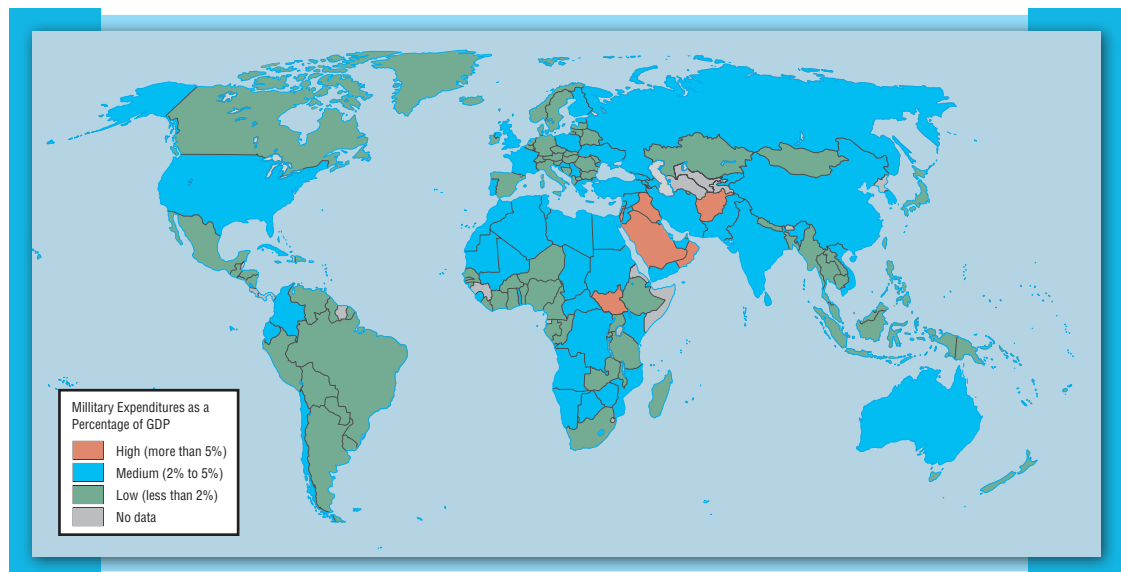 Millitary Expenditures as a
Percentage of GDP
High (more than 5%)
Medium (2% to 5%)
Low (less than 2%)
No data